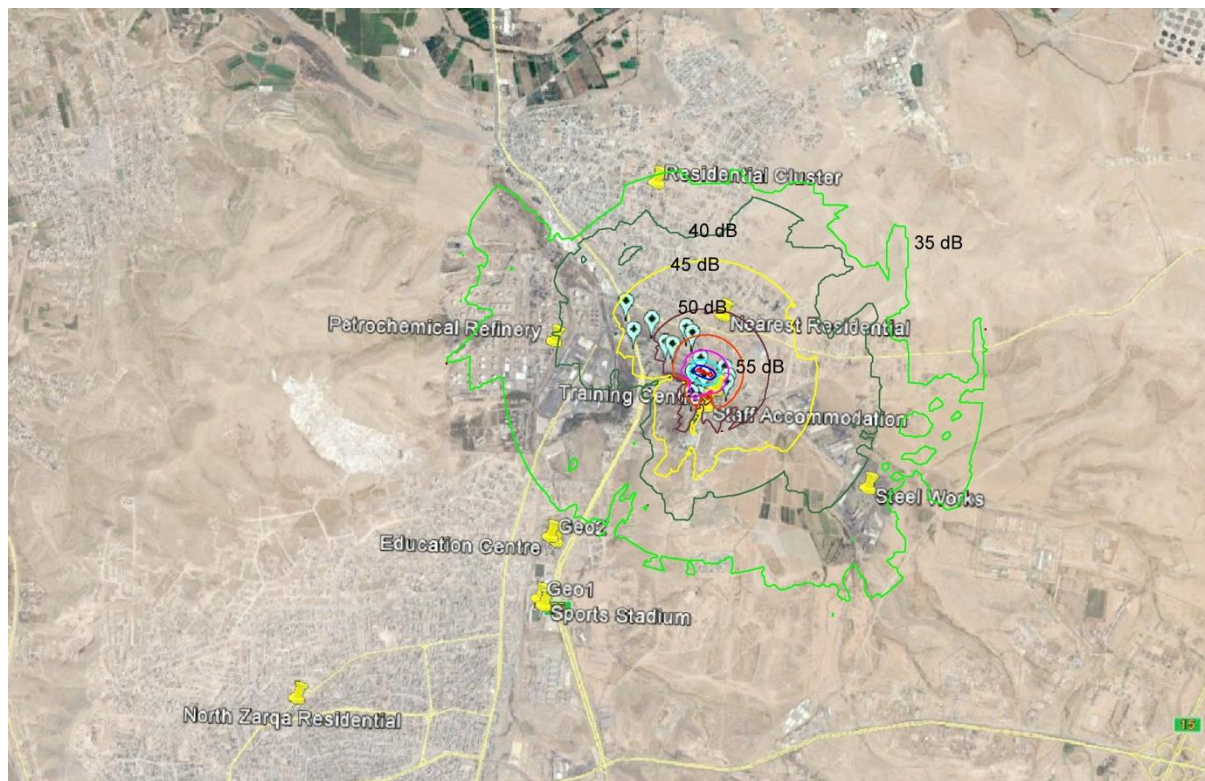 Residential Cluster
40 dB
35 dB
45 dB
50 dB
Petrochemical Refinery
Nearest Residential
55 dB
Training Centre
Staff Accommodation
Steel Works
Geo2
Education Centre
Geo1
Sports Stadium
North Zarqa Residential
15